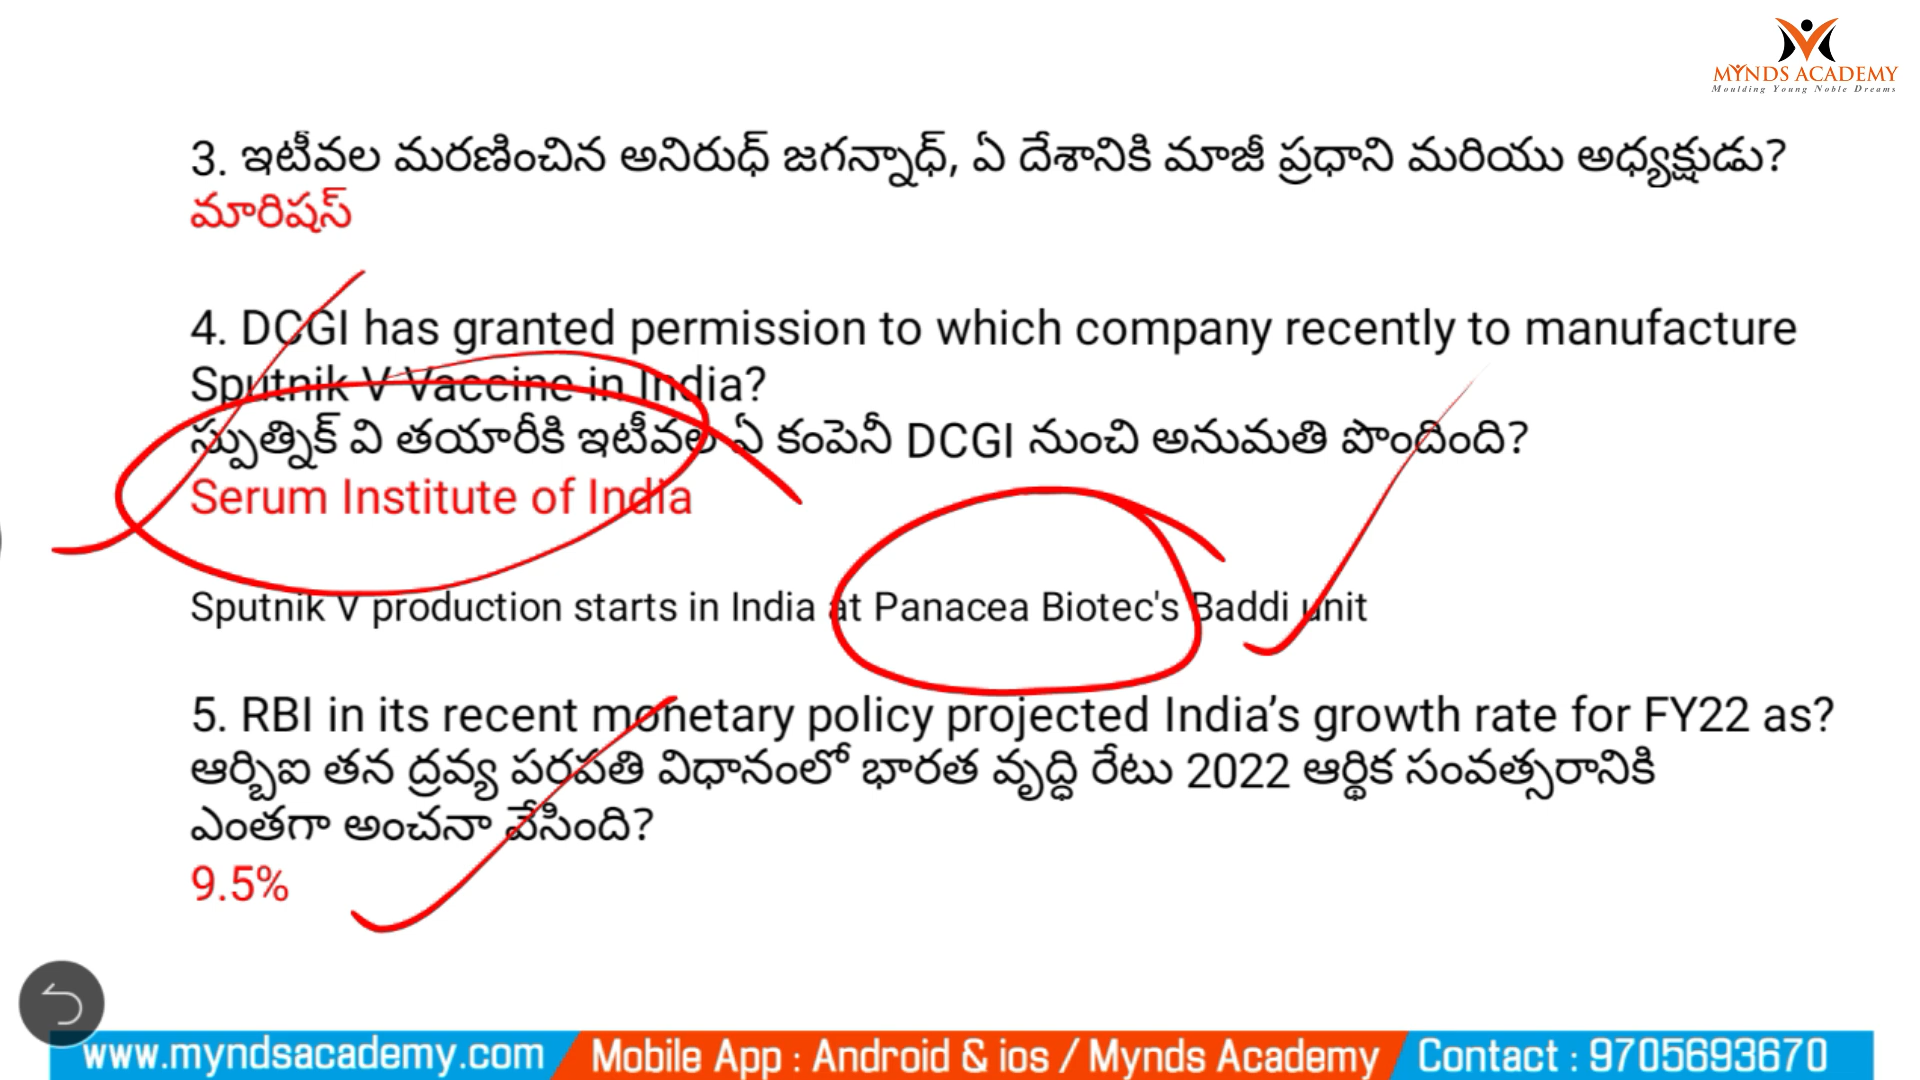 MYNDS ACADEMY
Moulding Young Noble Dreams
3. ఇటీవల మరణించిన అనిరుధ్ జగన్నాధ్, ఏ దేశానికి మాజీ ప్రధాని మరియు అధ్యక్షుడు?
మారిషస్
4. DCGI has granted permission to which company recently to manufacture
Sputnik V Vaccine in India?
స్పుత్నిక్ వి తయారీకి ఇటీవల ఏ కంపెనీ DCGI నుంచి అనుమతి పొందింది?
Serum Institute of India
Sputnik V production starts in India at Panacea Biotec's Baddi unit
5. RBI in its recent monetary policy projected India’s growth rate for FY22 as?
ఆర్బిఐ తన ద్రవ్య పరపతి విధానంలో భారత వృద్ధి రేటు 2022 ఆర్థిక సంవత్సరానికి
ఎంతగా అంచనా వేసింది?
9.5%
www.myndsacademy.com Mobile App : Android & ios / Mynds Academy Contact : 9705693670